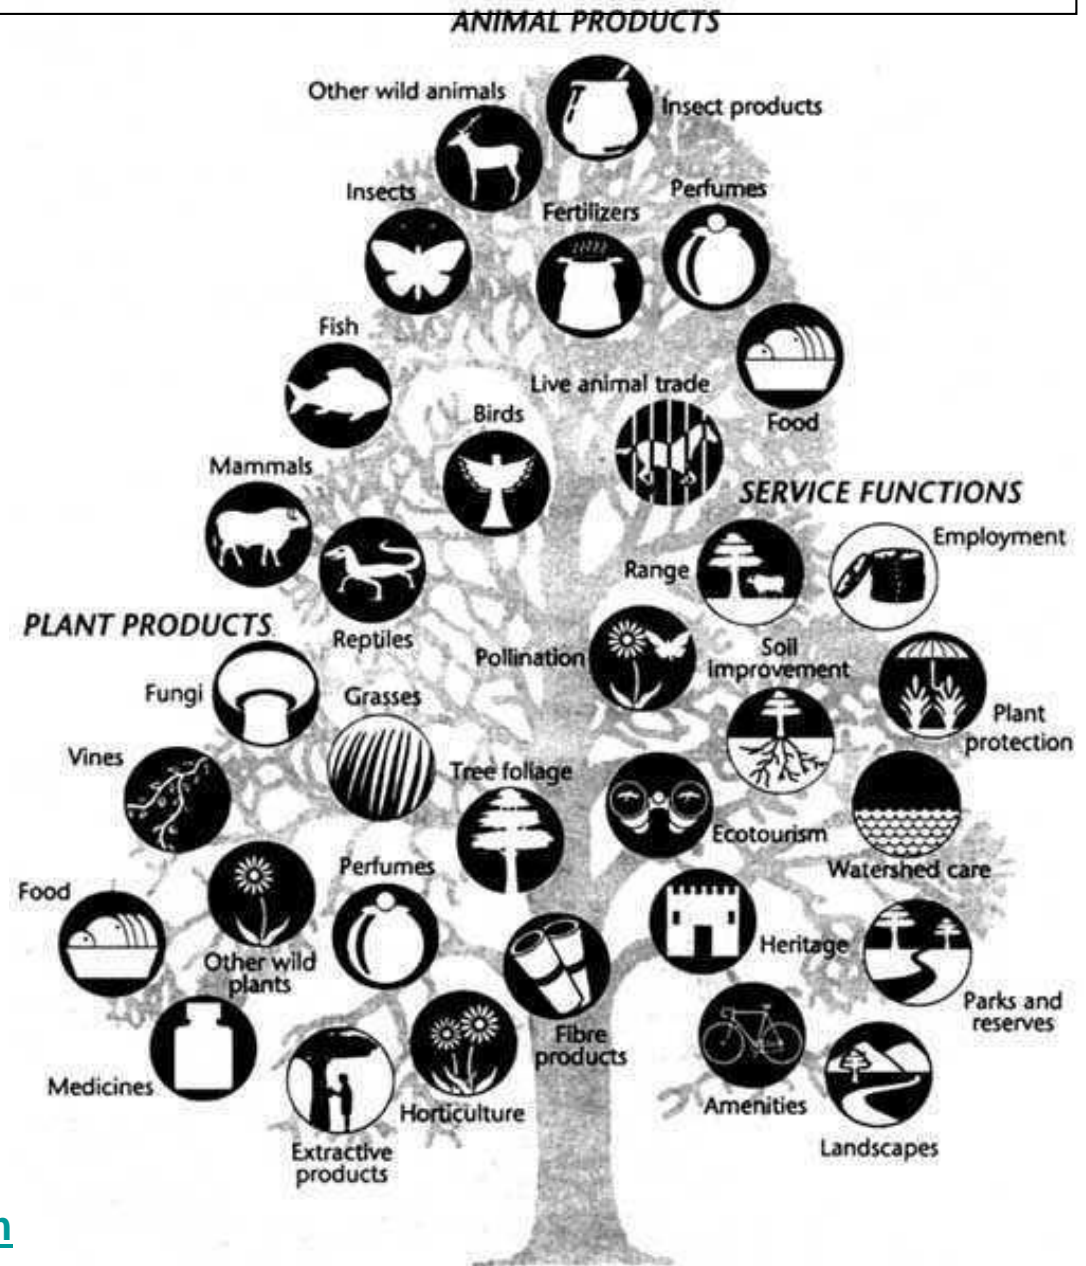 ANIMAL PRODUCTS
Other wild animals
Insect products
Insects
Perfumes
Fertilizers
Fish
Live animal trade
Birds
Food
Mammals
Reptiles
SERVICE FUNCTIONS
Employment
Range
Pollination
Soil
improvement
Plant
protection
Ecotourism
Watershed care
Heritage
Parks and
reserves
Amenities
Landscapes
PLANT PRODUCTS
Fungi
Grasses
Vines
Tree foliage
Food
Perfumes
Other wild
plants
Fibre
products
Medicines
Horticulture
Extractive
products